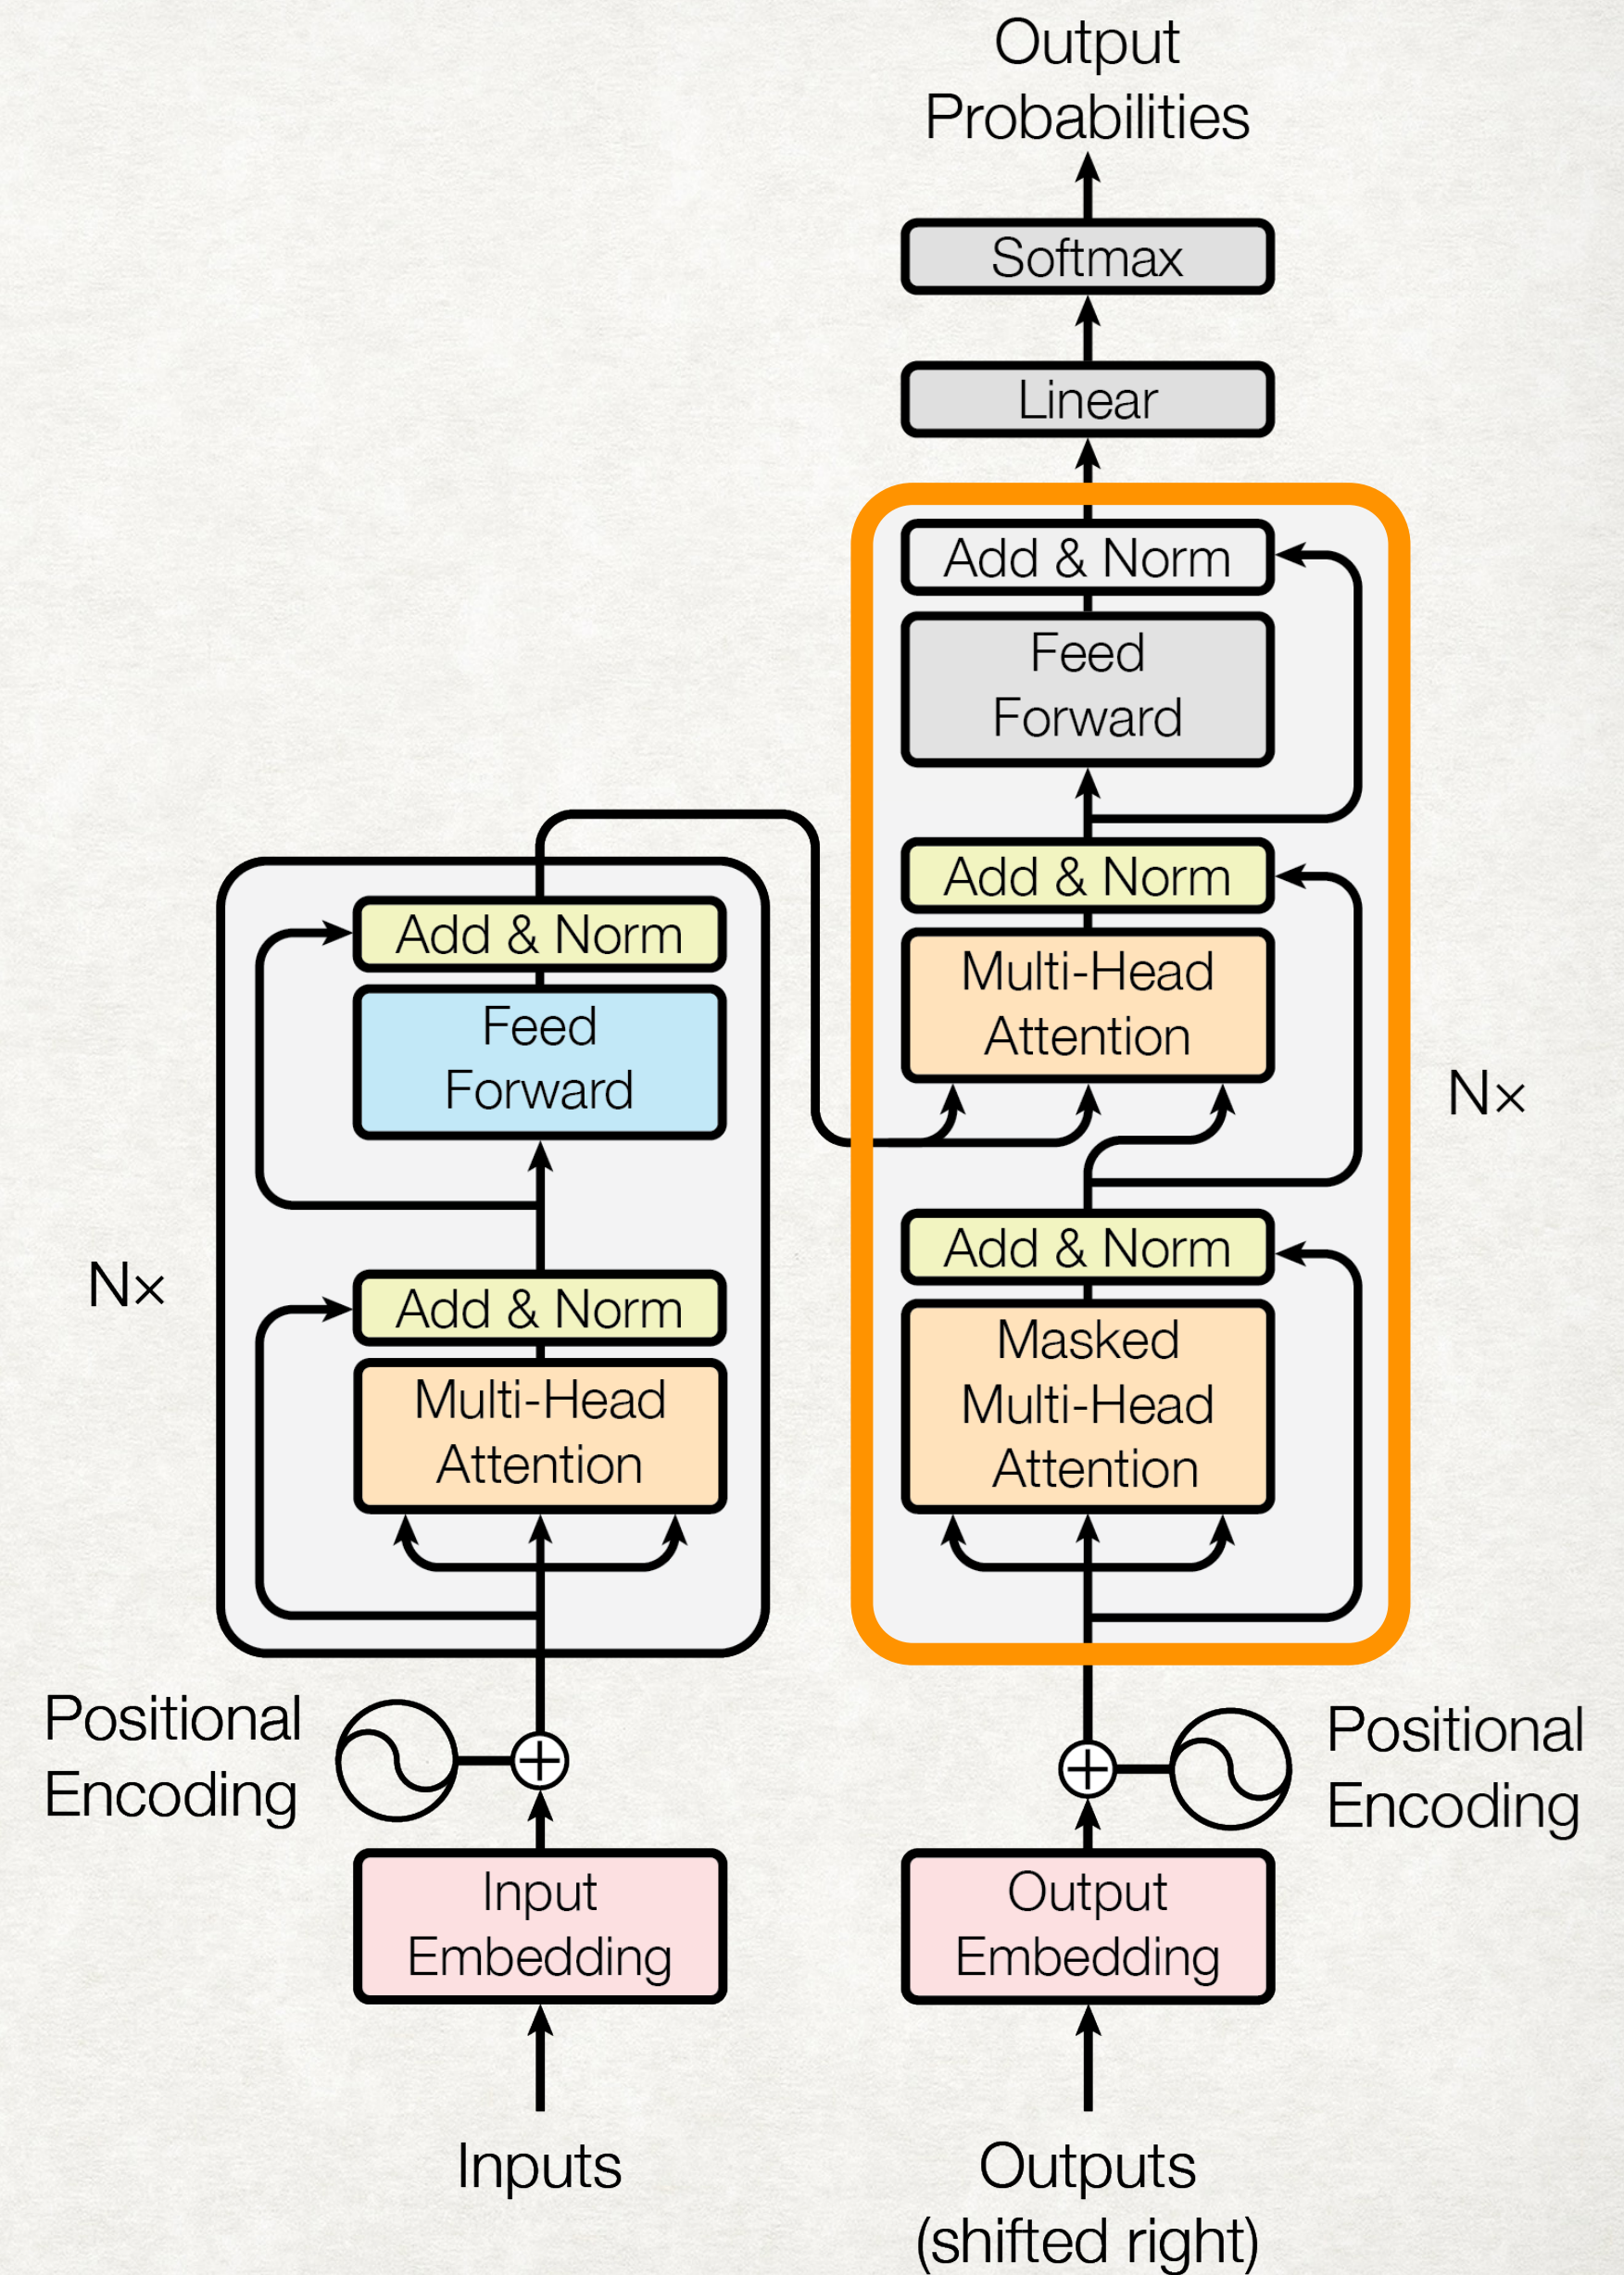 Output
Probabilities
Softmax
Linear
Add & Norm
Feed
Forward
Add & Norm
Multi-Head
Attention
N×
Add & Norm
Masked
Multi-Head
Attention
Positional
Encoding
Output
Embedding
Outputs
(shifted right)
Add & Norm
Feed
Forward
N×
Add & Norm
Multi-Head
Attention
Positional
Encoding
Input
Embedding
Inputs